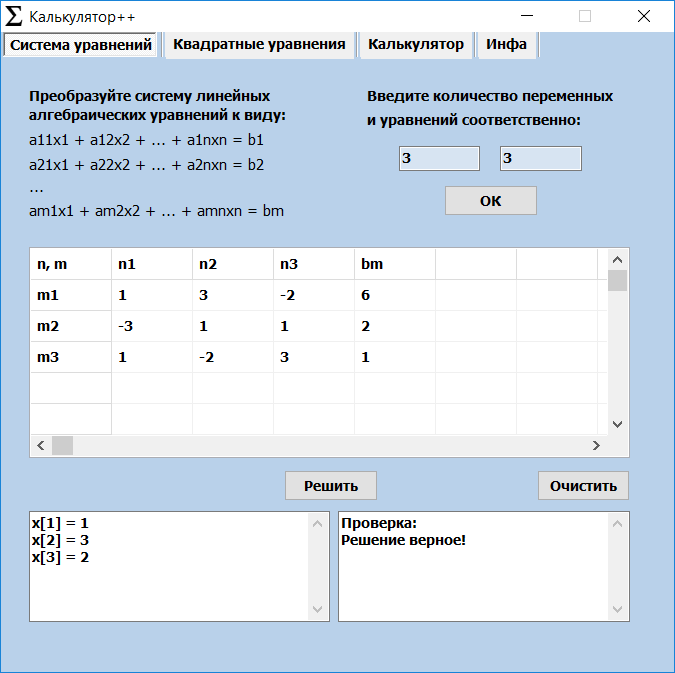 Σ Калькулятор++
Система уравнений Квадратные уравнения Калькулятор Инфа
Преобразуйте систему линейных
алгебраических уравнений к виду:
a11x1 + a12x2 + ... + a1nxn = b1
a21x1 + a22x2 + ... + a2nxn = b2
...
am1x1 + am2x2 + ... + amnxn = bm
Введите количество переменных
и уравнений соответственно:
3 3
ОК
n, m n1 n2 n3 bm
m1 1 3 -2 6
m2 -3 1 1 2
m3 1 -2 3 1
Решить Очистить
x[1] = 1
x[2] = 3
x[3] = 2
Проверка:
Решение верное!